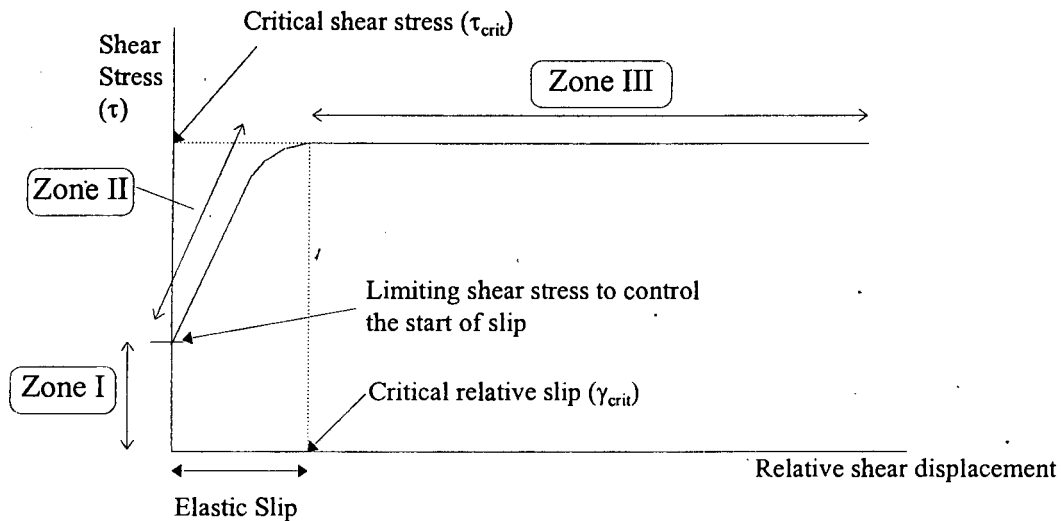 Critical shear stress (τcrit)
Shear
Stress
(τ)
Zone III
Zone II
Limiting shear stress to control
the start of slip
Zone I
Critical relative slip (γcrit)
Relative shear displacement
Elastic Slip